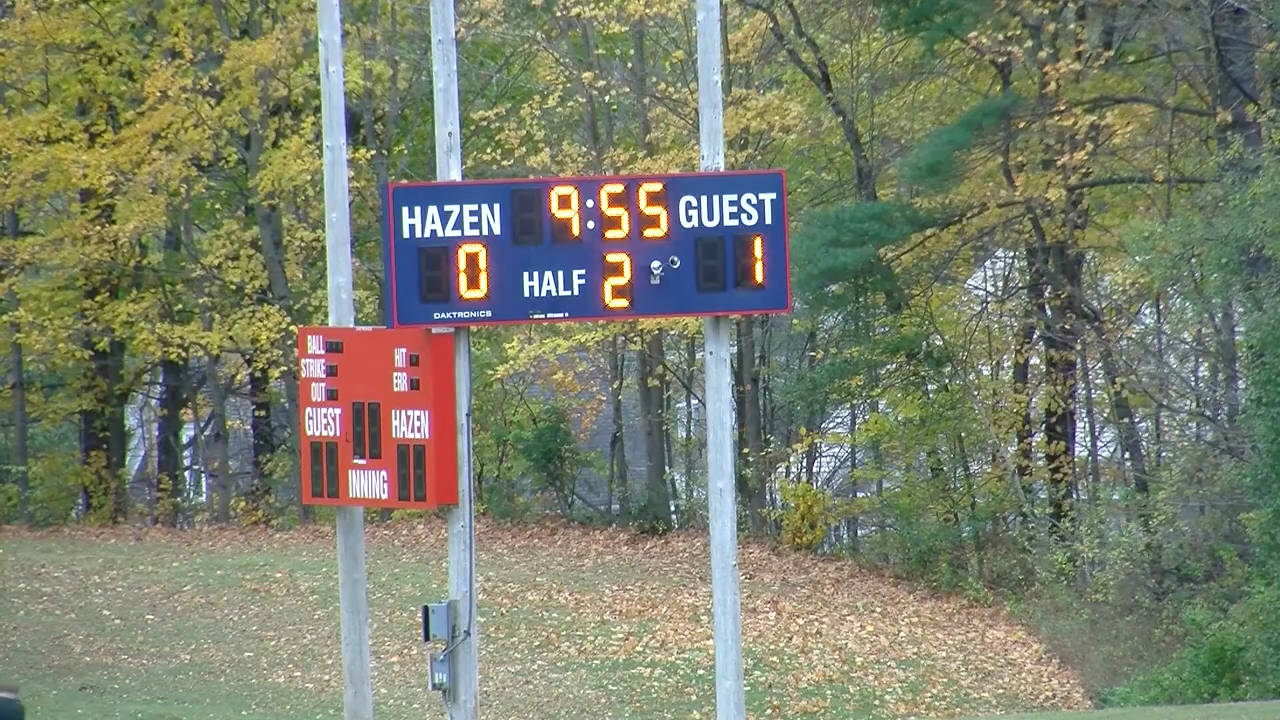 HAZEN 9:55 GUEST
0 HALF 2 1
DAKTRONICS
BALL HIT
STRIKE ERR
OUT
GUEST HAZEN
INNING